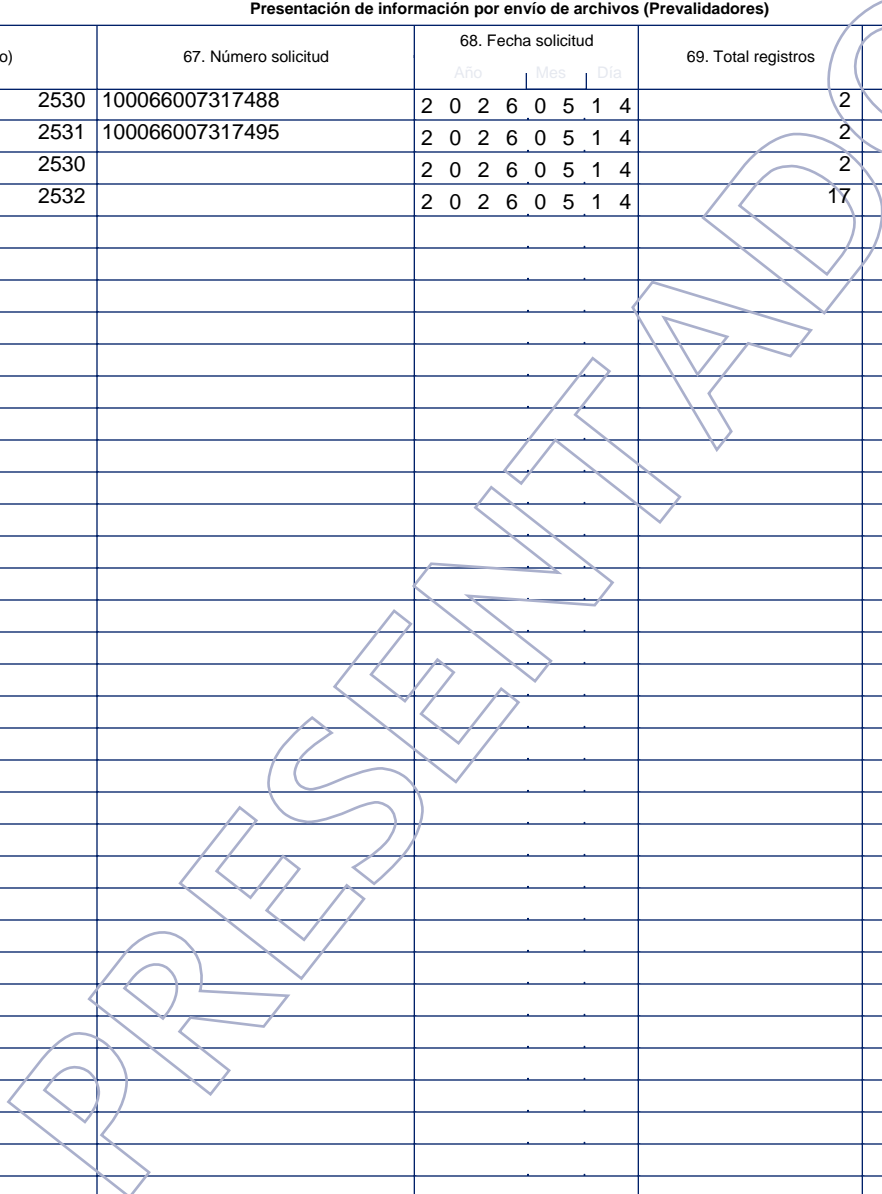 Presentación de información por envío de archivos (Prevalidadores)
o) 67. Número solicitud 68. Fecha solicitud 69. Total registros
Año Mes Día
2530 100066007317488 2 0 2 6 0 5 1 4 2
2531 100066007317495 2 0 2 6 0 5 1 4 2
2530 2 0 2 6 0 5 1 4 2
2532 2 0 2 6 0 5 1 4 17
PRESENTADO